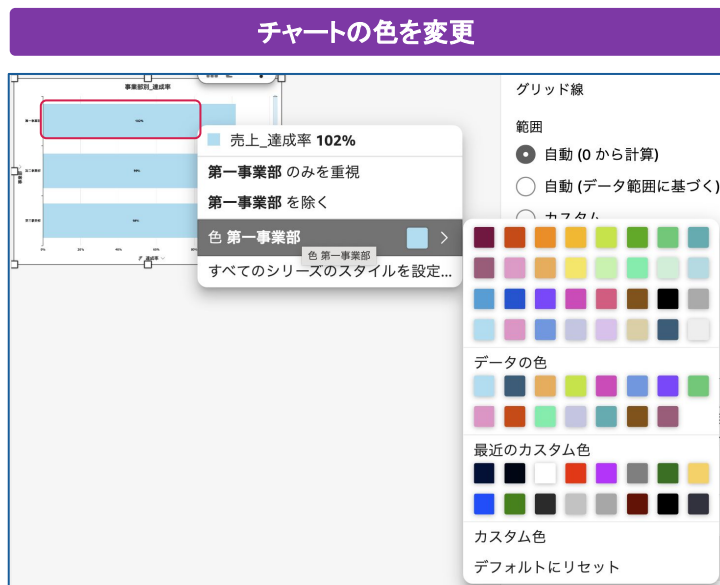 チャートの色を変更
事業部別_達成率
102%
売上_達成率 102%
第一事業部 のみを重視
第一事業部 を除く
色 第一事業部
色 第一事業部
すべてのシリーズのスタイルを設定...
グリッド線
範囲
自動 (0 から計算)
自動 (データ範囲に基づく)
カスタム
データの色
最近のカスタム色
カスタム色
デフォルトにリセット